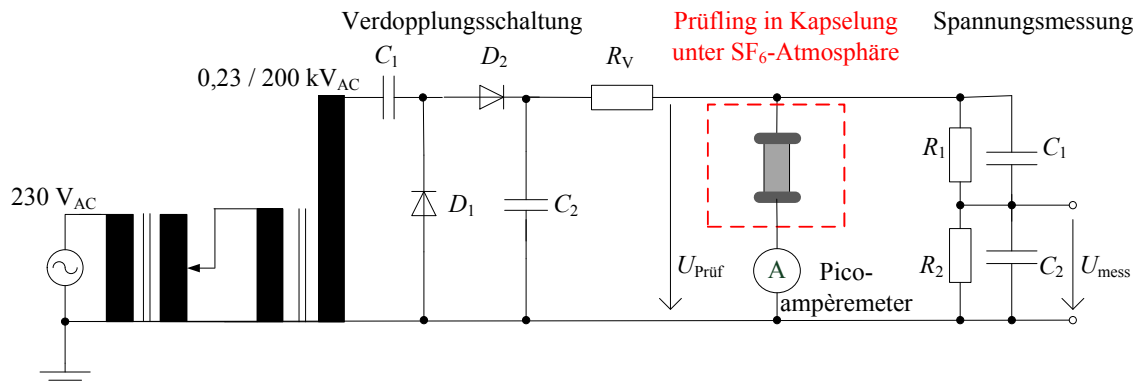 Verdopplungsschaltung
Prüfling in Kapselung
unter SF6-Atmosphäre
Spannungsmessung
C1
D2
RV
0,23 / 200 kVAC
230 VAC
D1
C2
UPrüf
A
Pico-
ampèremeter
R1
C1
R2
C2
Umess